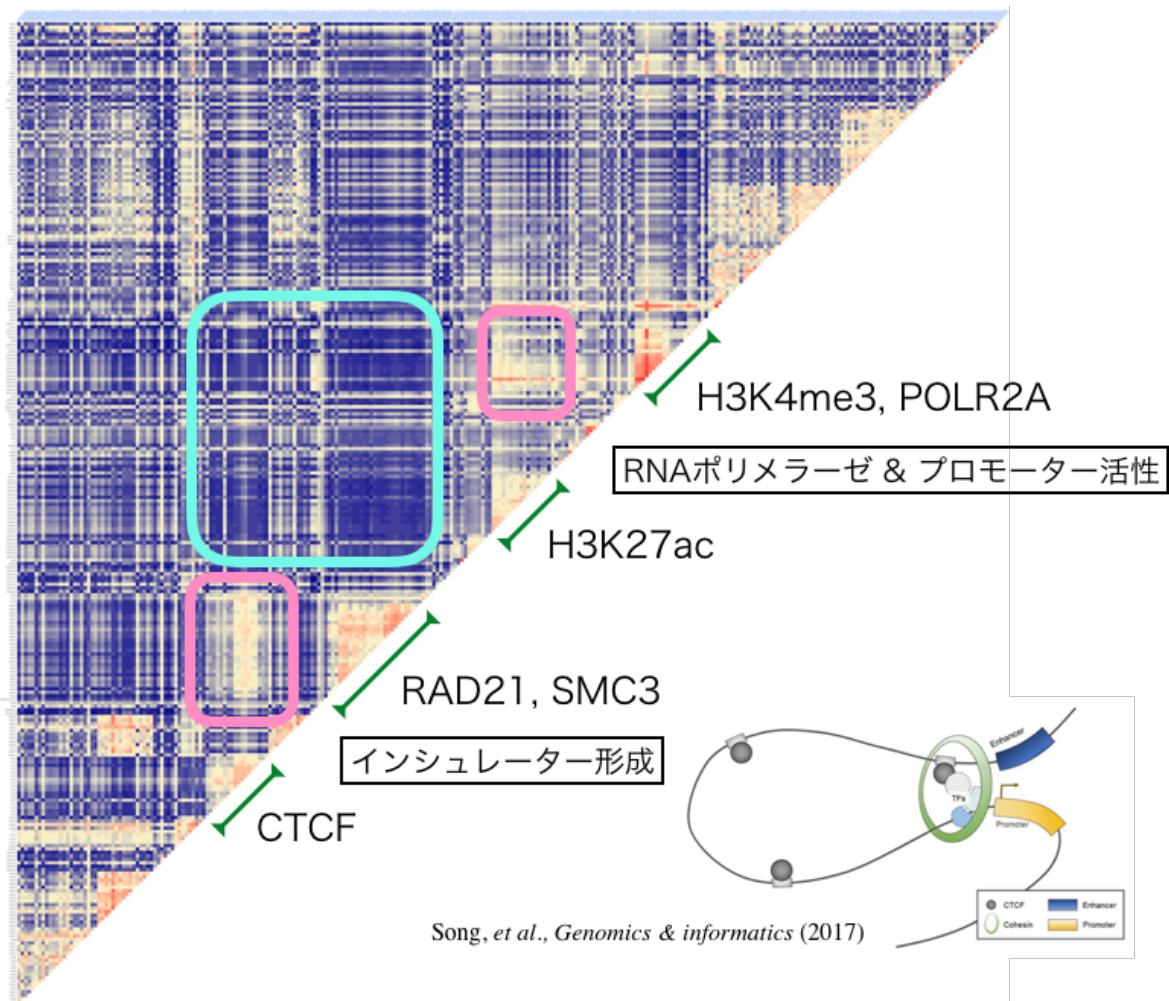 H3K4me3, POLR2A
RNAポリメラーゼ & プロモーター活性
H3K27ac
RAD21, SMC3
インシュレーター形成
CTCF
Enhancer
TFs
Promoter
CTCF
Enhancer
Cohesin
Promoter
Song, et al., Genomics & informatics (2017)